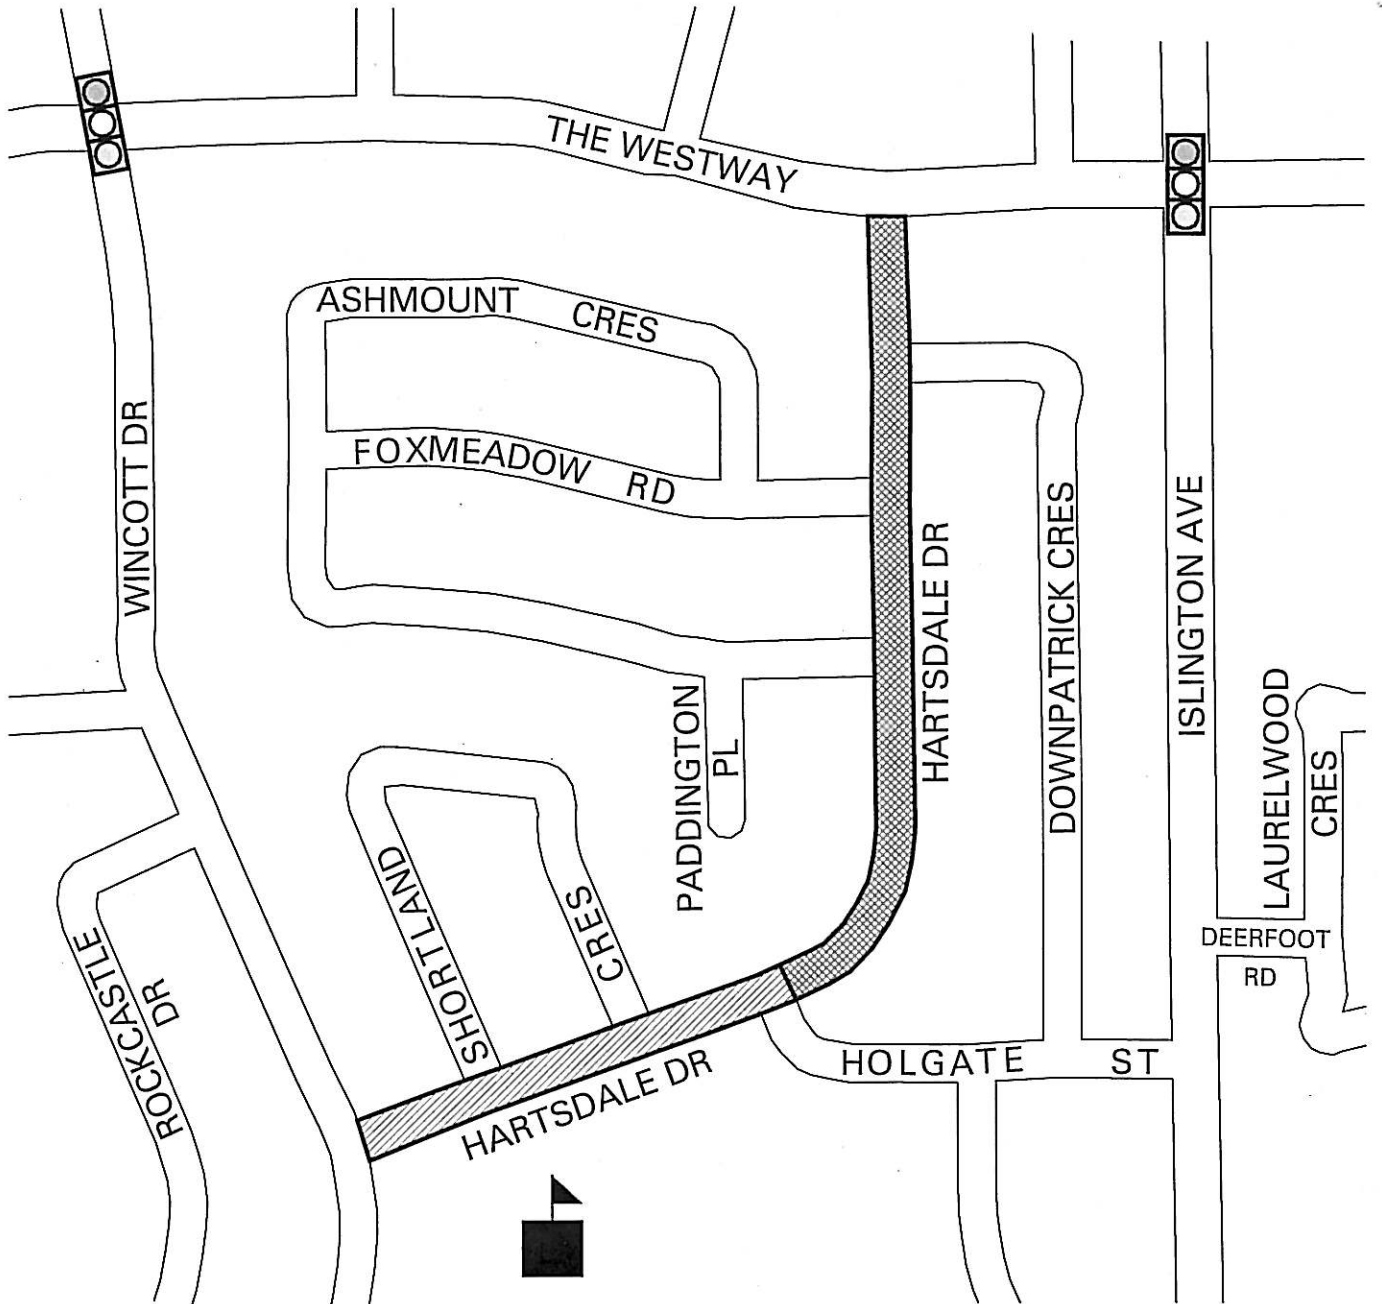 THE WESTWAY
ASHMOUNT CRES
FOXMEADOW RD
WINCOTT DR
HARTSDALE DR
DOWNPATRICK CRES
ISLINGTON AVE
PADDINGTON
PL
LAURELWOOD
CRES
SHORTLAND CRES
DEERFOOT
RD
ROCKCASTLE
DR
HOLGATE ST
HARTSDALE DR